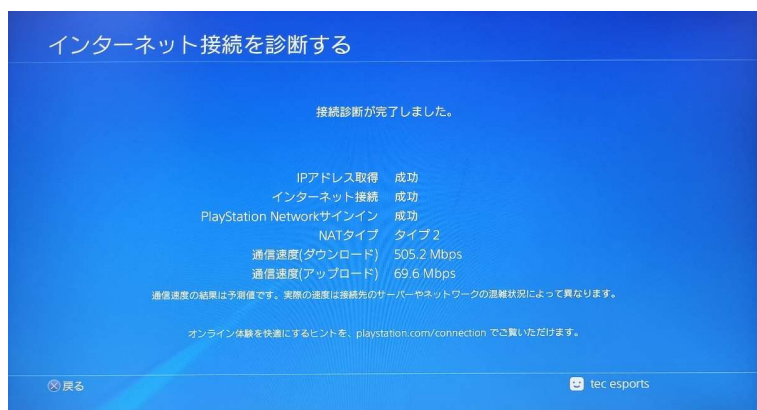 インターネット接続を診断する
接続診断が完了しました。
IPアドレス取得 成功
インターネット接続 成功
PlayStation Networkサインイン 成功
NATタイプ タイプ 2
通信速度(ダウンロード) 505.2 Mbps
通信速度(アップロード) 69.6 Mbps
通信速度の結果は予測値です。実際の速度は接続先のサーバーやネットワークの混雑状況によって異なります。
オンライン体験を快適にするヒントを、playstation.com/connection でご覧いただけます。
戻る
tec esports